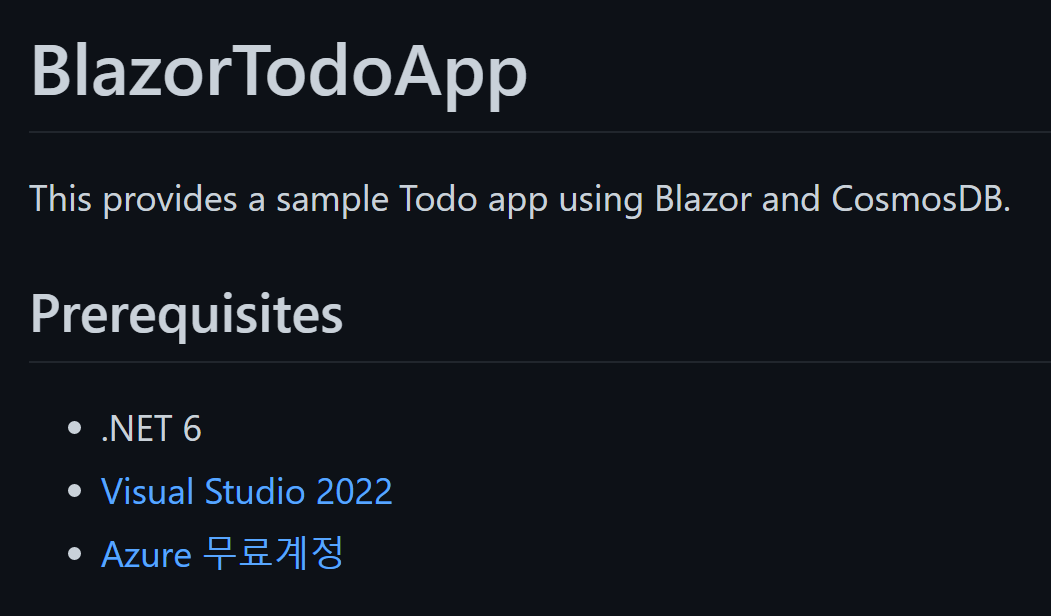 BlazorTodoApp
This provides a sample Todo app using Blazor and CosmosDB.
Prerequisites
.NET 6
Visual Studio 2022
Azure 무료계정